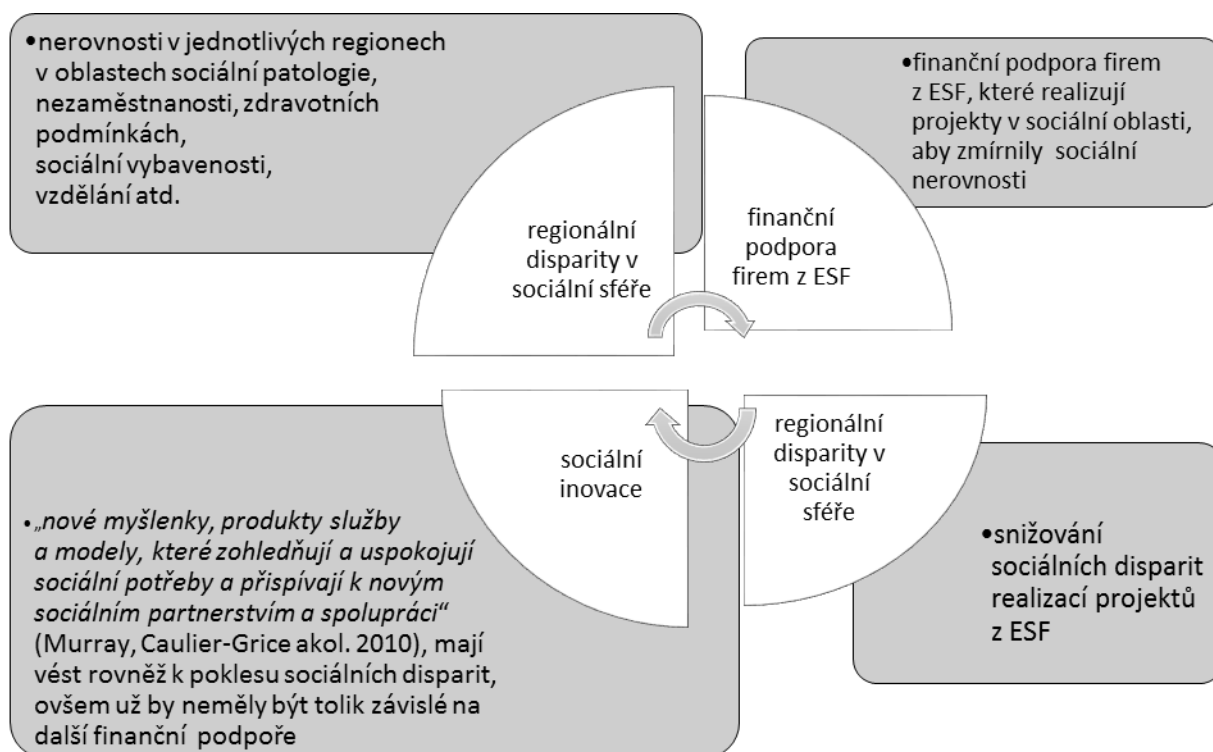 •nerovnosti v jednotlivých regionech
v oblastech sociální patologie,
nezaměstnanosti, zdravotních
podmínkách,
sociální vybavenosti,
vzdělání atd.
•finanční podpora firem
z ESF, které realizují
projekty v sociální oblasti,
aby zmírnily sociální
nerovnosti
regionální
disparity v
sociální sféře
finanční
podpora
firem z ESF
sociální
inovace
regionální
disparity v
sociální
sféře
•„nové myšlenky, produkty služby
a modely, které zohledňují a uspokojují
sociální potřeby a přispívají k novým
sociálním partnerstvím a spolupráci“
(Murray, Caulier-Grice akol. 2010), mají
vést rovněž k poklesu sociálních disparit,
ovšem už by neměly být tolik závislé na
další finanční podpoře
•snižování
sociálních disparit
realizací projektů
z ESF